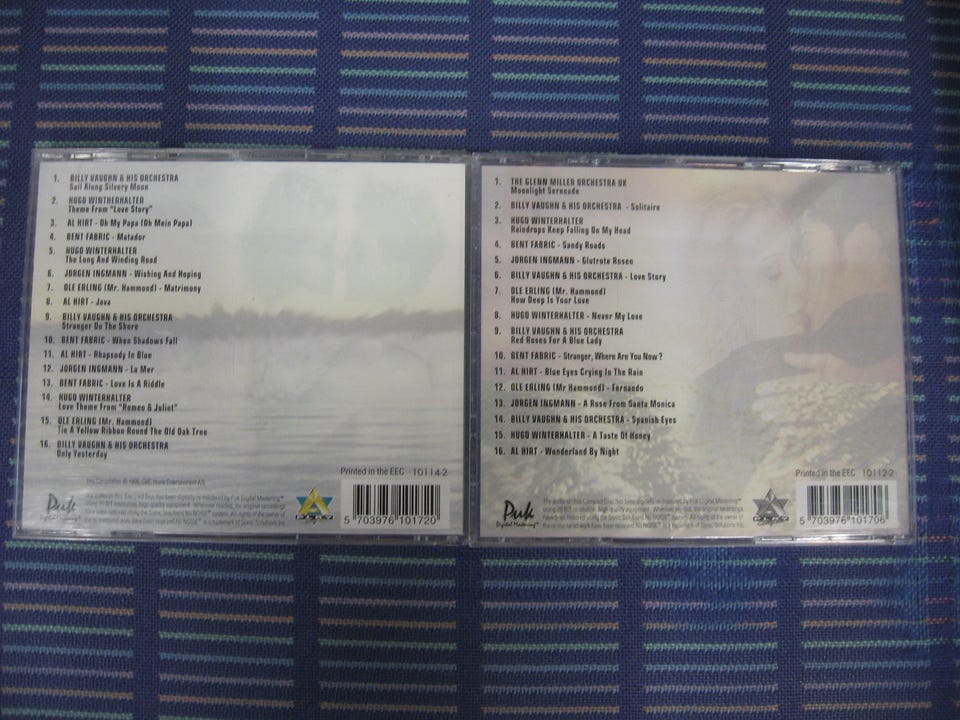 1. BILLY VAUGHN & HIS ORCHESTRA
Sail Along Silvery Moon
2. HUGO WINTHERHALTER
Theme From "Love Story"
3. AL HIRT - Oh My Papa (Oh Mein Papa)
4. BENT FABRIC - Matador
5. HUGO WINTERHALTER
The Long And Winding Road
6. JÖRGEN INGMANN - Wishing And Hoping
7. OLE ERLING (Mr. Hammond) - Matrimony
8. AL HIRT - Java
9. BILLY VAUGHN & HIS ORCHESTRA
Stranger On The Shore
10. BENT FABRIC - When Shadows Fall
11. AL HIRT - Rhapsody In Blue
12. JÖRGEN INGMANN - La Mer
13. BENT FABRIC - Love Is A Riddle
14. HUGO WINTERHALTER
Love Theme From "Romeo & Juliet"
15. OLE ERLING (Mr. Hammond)
Tie A Yellow Ribbon Round The Old Oak Tree
16. BILLY VAUGHN & HIS ORCHESTRA
Only Yesterday
Printed in the EEC 10114-2
Puk
Digital Mastering™
PLAY
5 703976 101720
1. THE GLENN MILLER ORCHESTRA UK
Moonlight Serenade
2. BILLY VAUGHN & HIS ORCHESTRA - Solitaire
3. HUGO WINTERHALTER
Raindrops Keep Falling On My Head
4. BENT FABRIC - Sandy Roads
5. JÖRGEN INGMANN - Glutrote Rosen
6. BILLY VAUGHN & HIS ORCHESTRA - Love Story
7. OLE ERLING (Mr. Hammond)
How Deep Is Your Love
8. HUGO WINTERHALTER - Never My Love
9. BILLY VAUGHN & HIS ORCHESTRA
Red Roses For A Blue Lady
10. BENT FABRIC - Stranger, Where Are You Now?
11. AL HIRT - Blue Eyes Crying In The Rain
12. OLE ERLING (Mr Hammond) - Fernando
13. JÖRGEN INGMANN - A Rose From Santa Monica
14. BILLY VAUGHN & HIS ORCHESTRA - Spanish Eyes
15. HUGO WINTERHALTER - A Taste Of Honey
16. AL HIRT - Wonderland By Night
Printed in the EEC 10112-2
Puk
Digital Mastering™
PLAY
5 703976 101706